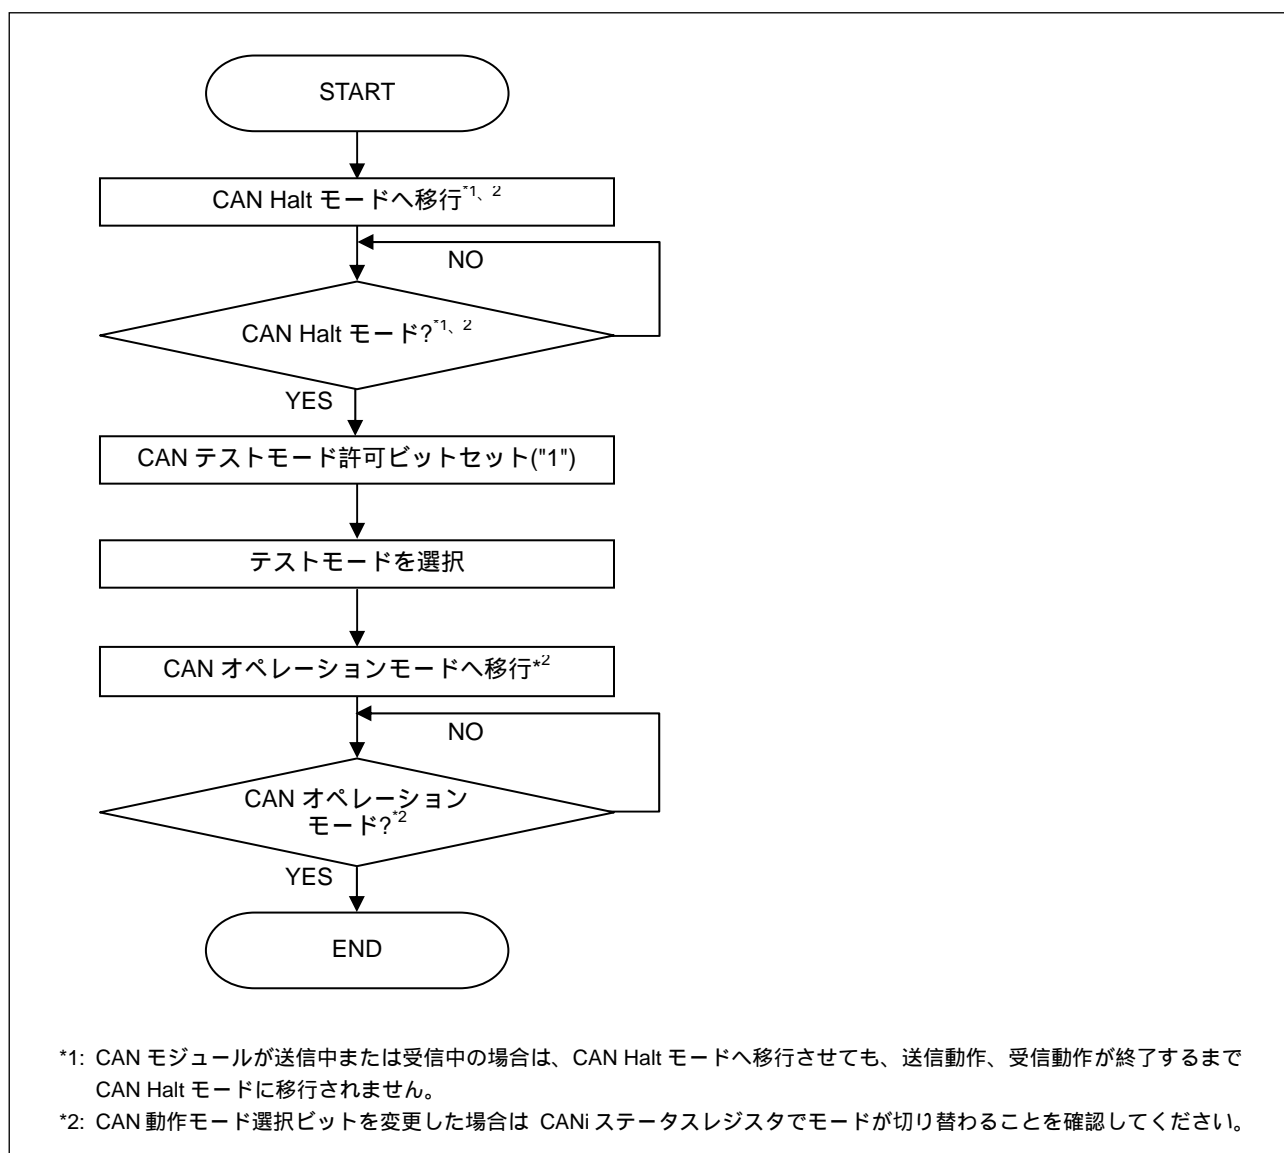 START
CAN Halt モードへ移行*1、2
NO
CAN Halt モード?*1、2
YES
CAN テストモード許可ビットセット("1")
テストモードを選択
CAN オペレーションモードへ移行*2
NO
CAN オペレーション
モード?*2
YES
END
*1: CAN モジュールが送信中または受信中の場合は、CAN Halt モードへ移行させても、送信動作、受信動作が終了するまで
CAN Halt モードに移行されません。
*2: CAN 動作モード選択ビットを変更した場合は CANi ステータスレジスタでモードが切り替わることを確認してください。